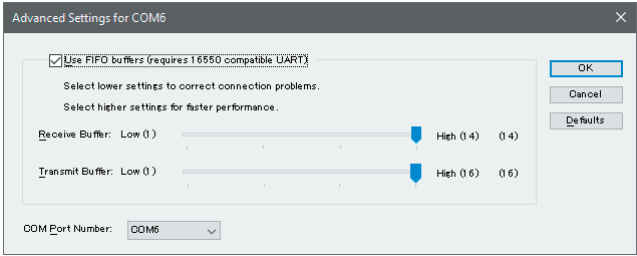 Advanced Settings for COM6
Use FIFO buffers (requires 16550 compatible UART)
OK
Select lower settings to correct connection problems.
Cancel
Select higher settings for faster performance.
Defaults
Receive Buffer: Low (1) High (14) (14)
Transmit Buffer: Low (1) High (16) (16)
COM Port Number: COM6